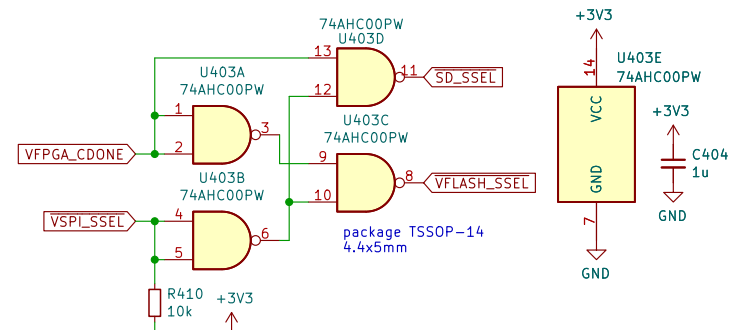 74AHC00PW
U403D
13
12
11
SD_SSEL
U403A
74AHC00PW
1
2
3
VFPGA_CDONE
U403C
74AHC00PW
9
10
8
VFLASH_SSEL
U403B
74AHC00PW
VSPI_SSEL
4
5
6
package TSSOP-14
4.4x5mm
R410
10k
+3V3
+3V3
14
U403E
74AHC00PW
VCC
GND
7
GND
+3V3
C404
1u
GND